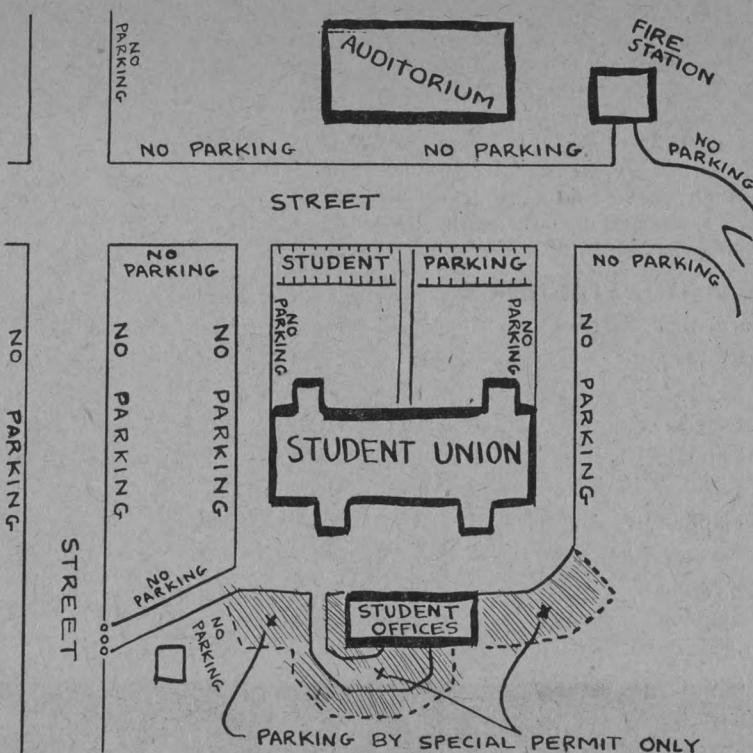 NO
PARKING
AUDITORIUM
FIRE
STATION
NO PARKING
NO PARKING
NO
PARKING
STREET
NO
PARKING
STUDENT
PARKING
NO PARKING
NO PARKING
NO PARKING
NO PARKING
NO
PARKING
NO
PARKING
NO PARKING
STUDENT UNION
STREET
NO
PARKING
NO
PARKING
STUDENT
OFFICES
PARKING BY SPECIAL PERMIT ONLY